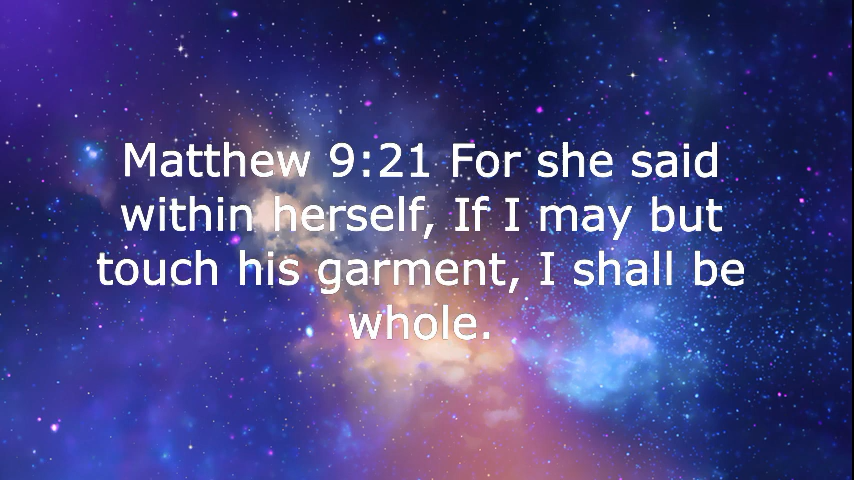 Matthew 9:21 For she said
within herself, If I may but
touch his garment, I shall be
whole.